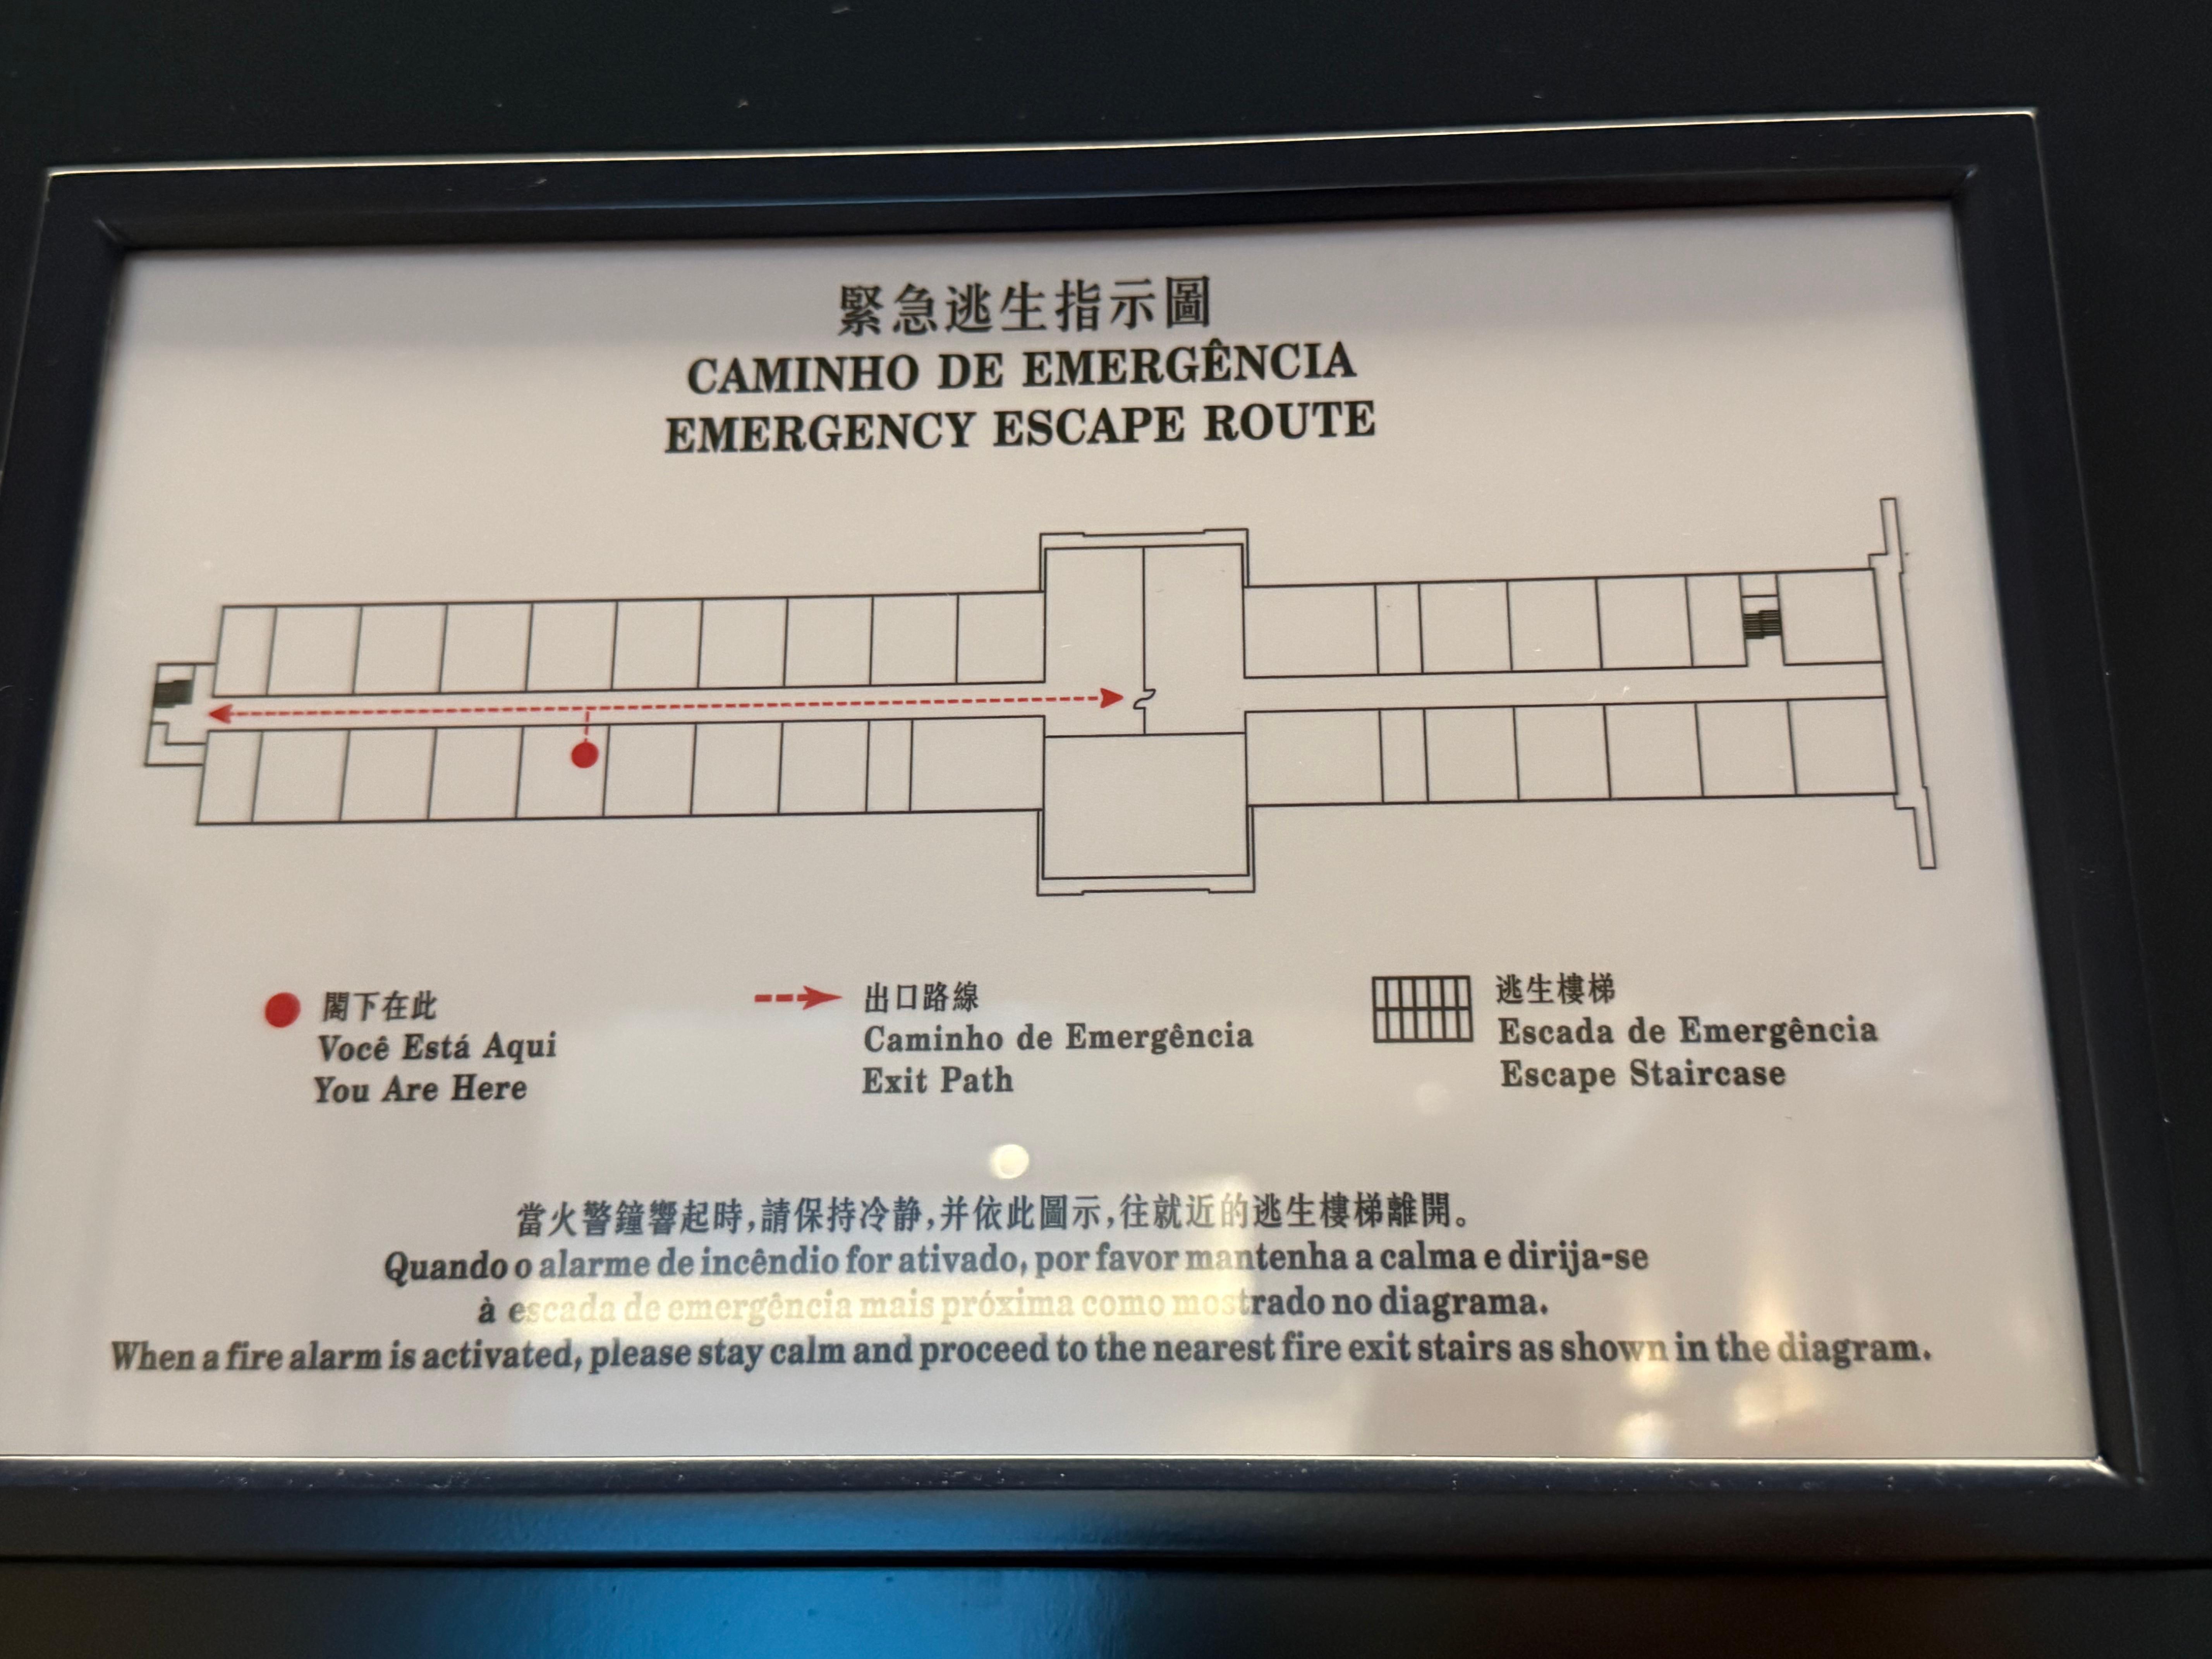 緊急逃生指示圖
CAMINHO DE EMERGÊNCIA
EMERGENCY ESCAPE ROUTE
閣下在此
Você Está Aqui
You Are Here
出口路線
Caminho de Emergência
Exit Path
逃生樓梯
Escada de Emergência
Escape Staircase
當火警鐘響起時,請保持冷静,并依此圖示,往就近的逃生樓梯離開。
Quando o alarme de incêndio for ativado, por favor mantenha a calma e dirija-se
à escada de emergência mais próxima como mostrado no diagrama.
When a fire alarm is activated, please stay calm and proceed to the nearest fire exit stairs as shown in the diagram.